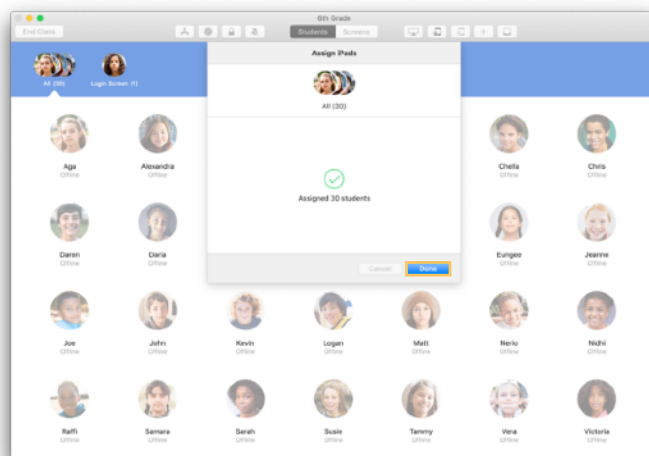 6th Grade
End Class
Students Screens
Assign iPads
All (30)
All (30) Login Screen (1)
Aga Alexandra Chella Chris
Offline Offline Offline Offline
Assigned 30 students
Daren Daria Eungee Jeanne
Offline Offline Offline Offline
Cancel Done
Joe John Kevin Logan Matt Nerio Nidhi
Offline Offline Offline Offline Offline Offline Offline
Raffi Samara Sarah Susie Tammy Vera Victoria
Offline Offline Offline Offline Offline Offline Offline